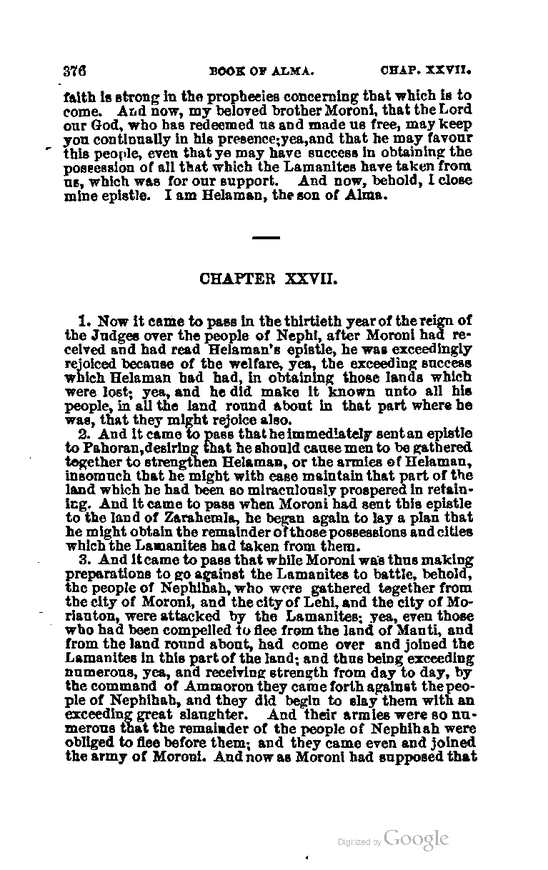 376 BOOK OF ALMA. CHAP. XXVII.
faith is strong in the prophecies concerning that which is to
come. And now, my beloved brother Moroni, that the Lord
our God, who has redeemed us and made us free, may keep
you continually in his presence; yea, and that he may favour
this people, even that ye may have success in obtaining the
possession of all that which the Lamanites have taken from
us, which was for our support. And now, behold, I close
mine epistle. I am Helaman, the son of Alma.
CHAPTER XXVII.
1. Now it came to pass in the thirtieth year of the reign of
the Judges over the people of Nephi, after Moroni had re-
ceived and had read Helaman's epistle, he was exceedingly
rejoiced because of the welfare, yea, the exceeding success
which Helaman had had, in obtaining those lands which
were lost; yea, and he did make it known unto all his
people, in all the land round about in that part where he
was, that they might rejoice also.
2. And it came to pass that he immediately sent an epistle
to Pahoran, desiring that he should cause men to be gathered
together to strengthen Helaman, or the armies of Helaman,
insomuch that he might with ease maintain that part of the
land which he had been so miraculously prospered in retain-
ing. And it came to pass when Moroni had sent this epistle
to the land of Zarahemla, he began again to lay a plan that
he might obtain the remainder of those possessions and cities
which the Lamanites had taken from them.
3. And it came to pass that while Moroni was thus making
preparations to go against the Lamanites to battle, behold,
the people of Nephihah, who were gathered together from
the city of Moroni, and the city of Lehi, and the city of Mo-
rianton, were attacked by the Lamanites; yea, even those
who had been compelled to flee from the land of Manti, and
from the land round about, had come over and joined the
Lamanites in this part of the land; and thus being exceeding
numerous, yea, and receiving strength from day to day, by
the command of Ammoron they came forth against the peo-
ple of Nephihah, and they did begin to slay them with an
exceeding great slaughter. And their armies were so nu-
merous that the remainder of the people of Nephihah were
obliged to flee before them; and they came even and joined
the army of Moroni. And now as Moroni had supposed that
Digitized by Google